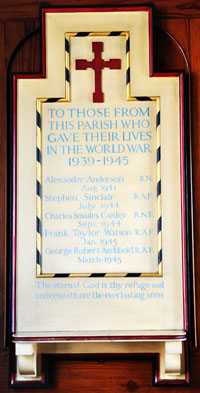 TO THOSE FROM
THIS PARISH WHO
GAVE THEIR LIVES
IN THE WORLD WAR
1939-1945
Alexander Anderson R.N.
Aug 1941
Stephen Sinclair R.A.F.
July 1944
Charles Smailes Cossley R.N.F.
Sept. 1944
Frank Taylor Watson R.A.F.
Jan. 1945
George Robert Archbold R.A.F.
March 1945
The eternal God is thy refuge and
underneath are the everlasting arms